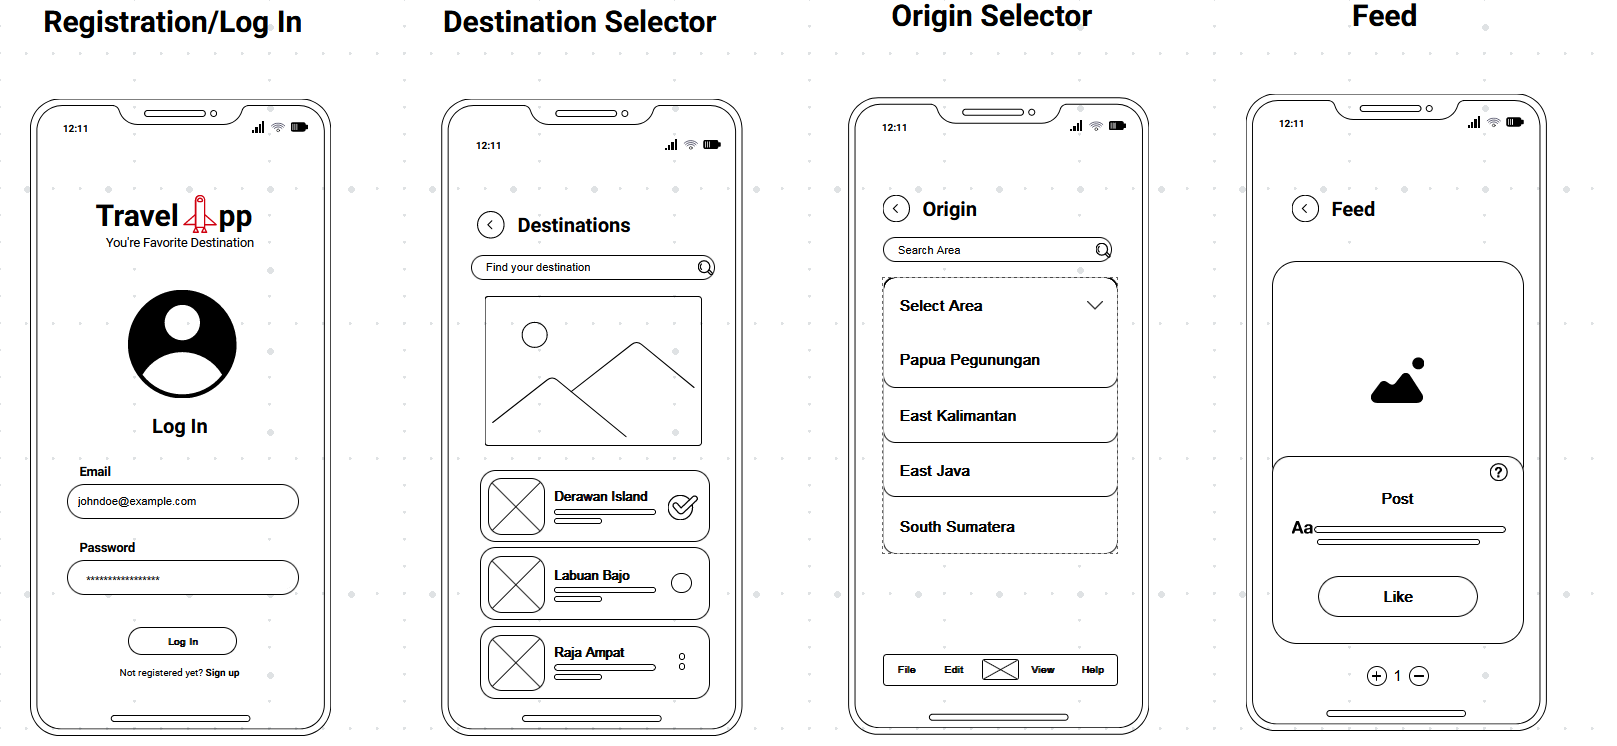 Registration/Log In
12:11
Travel pp
You're Favorite Destination
Log In
Email
johndoe@example.com
Password
*****************
Log In
Not registered yet? Sign up
Destination Selector
12:11
Destinations
Find your destination
Derawan Island
Labuan Bajo
Raja Ampat
Origin Selector
12:11
Origin
Search Area
Select Area
Papua Pegunungan
East Kalimantan
East Java
South Sumatera
File Edit View Help
Feed
12:11
Feed
?
Post
Aa
Like
+ 1 −